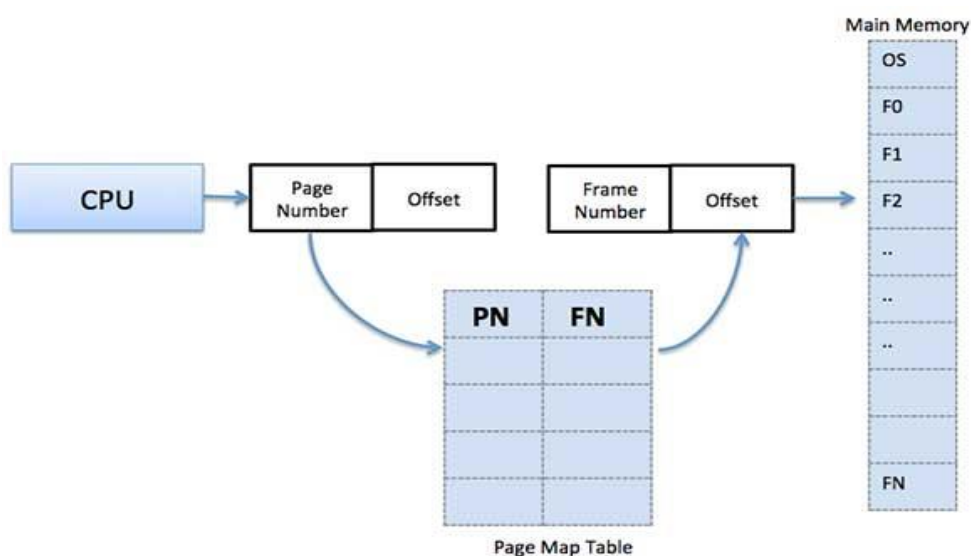 Main Memory
OS
F0
F1
F2
..
..
..
FN
CPU
Page
Number
Offset
Frame
Number
Offset
PN
FN
Page Map Table